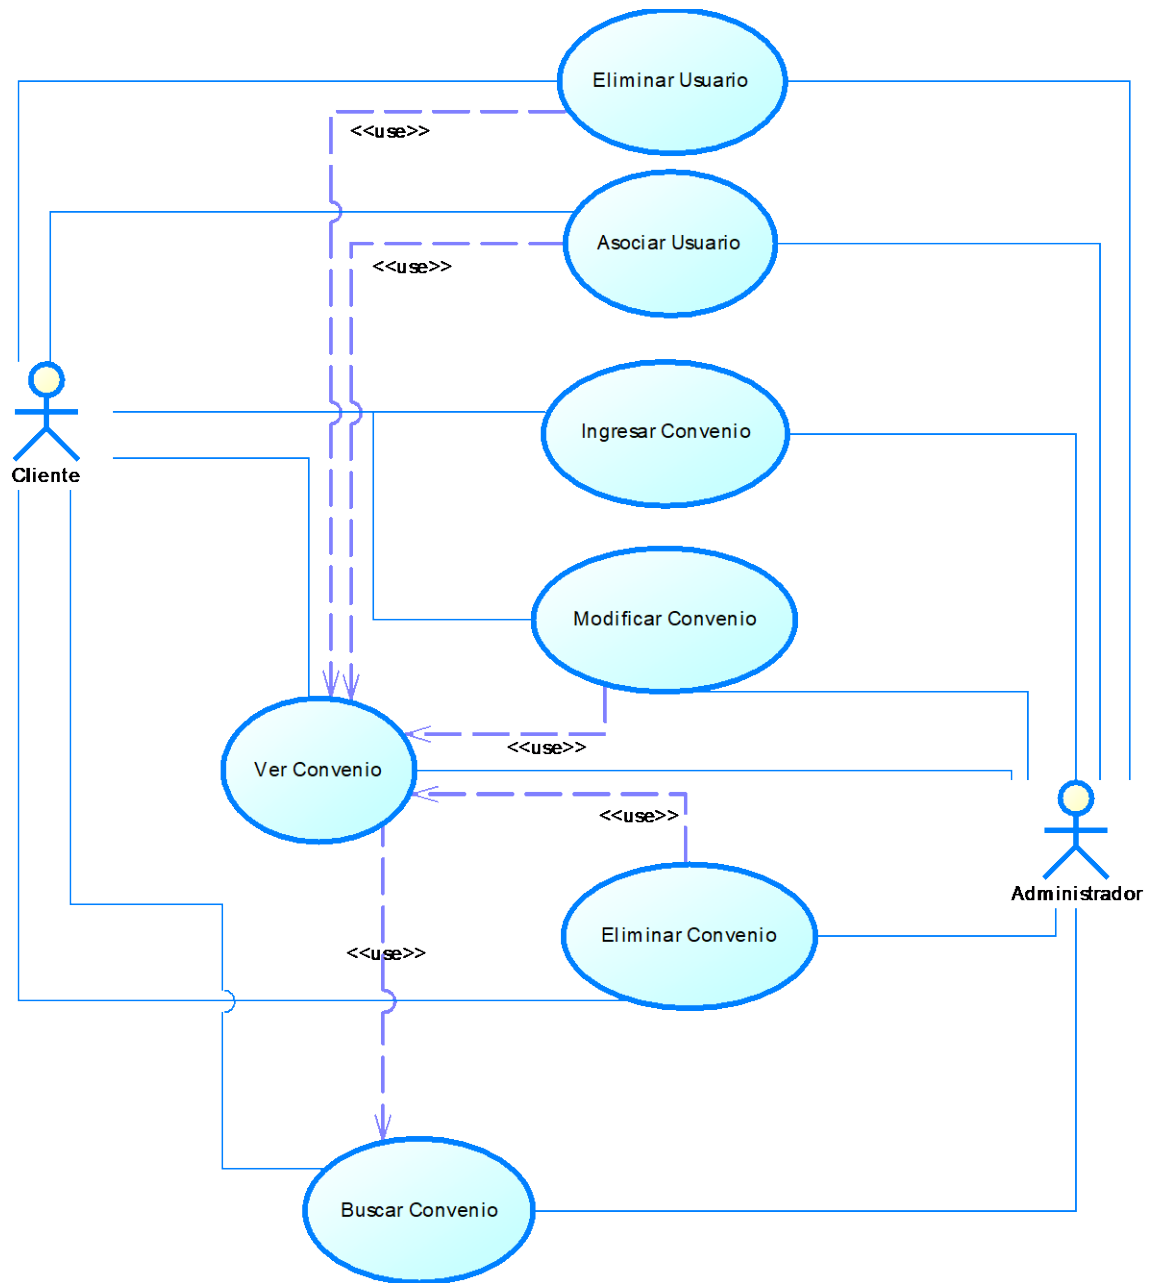 Eliminar Usuario
<<use>>
Asociar Usuario
<<use>>
Ingresar Convenio
Cliente
Modificar Convenio
<<use>>
Ver Convenio
<<use>>
Administrador
Eliminar Convenio
<<use>>
Buscar Convenio